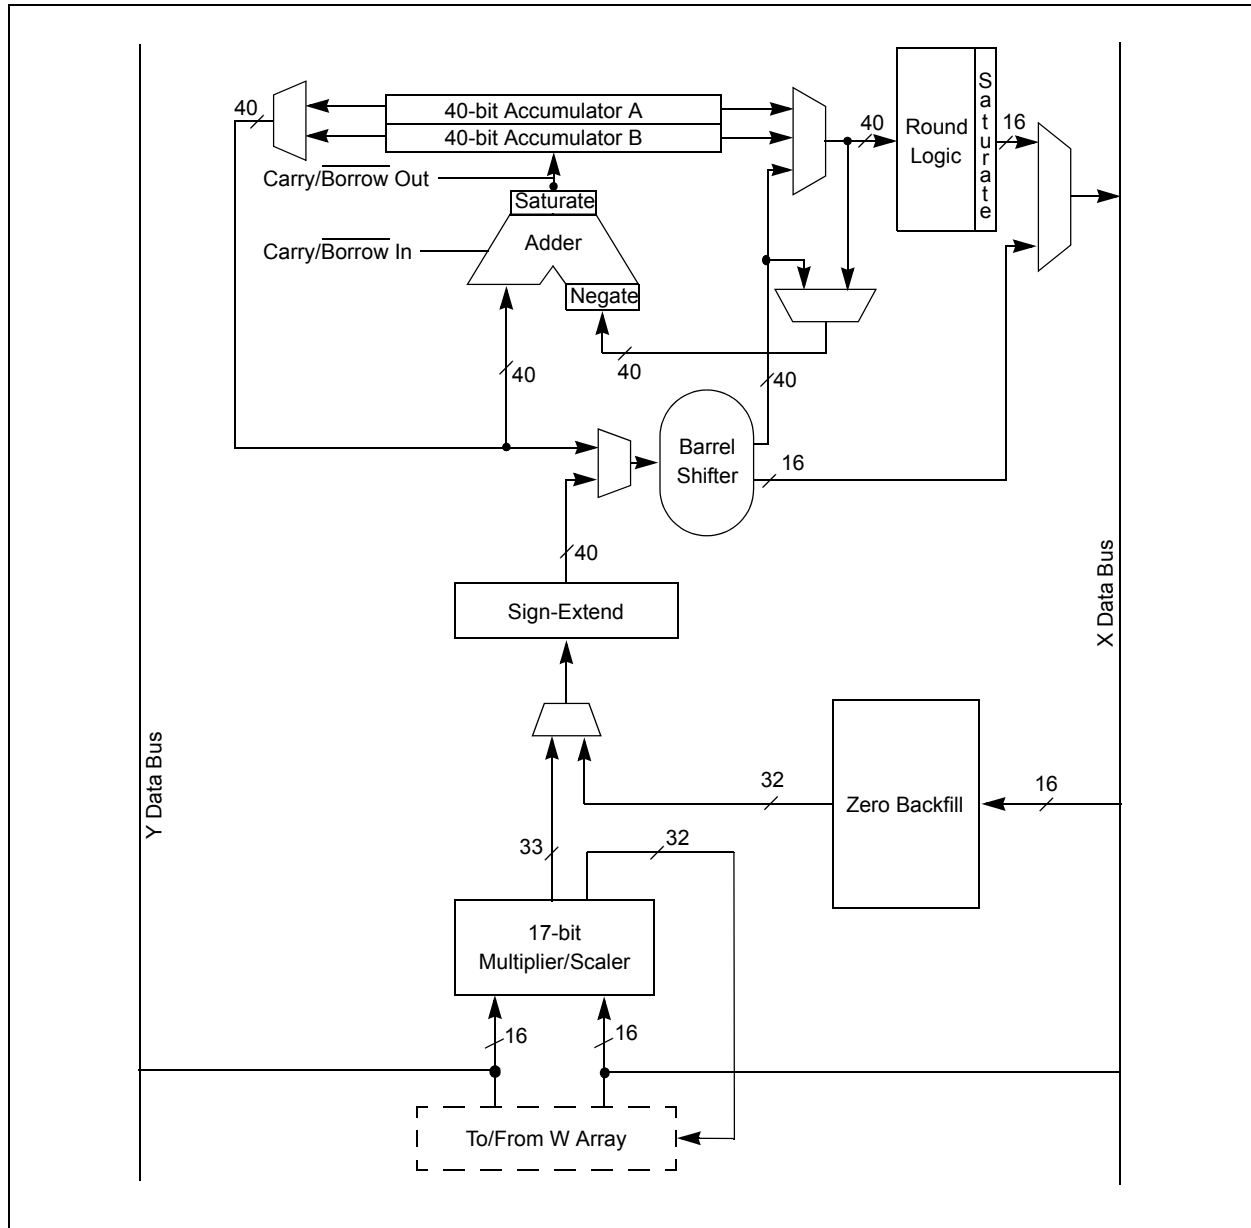 40
40-bit Accumulator A
40-bit Accumulator B
40
Round
Logic
Saturate
16
Carry/Borrow Out
Saturate
Carry/Borrow In
Adder
Negate
40
40
40
Barrel
Shifter
16
40
Sign-Extend
X Data Bus
Y Data Bus
32
Zero Backfill
16
33
32
17-bit
Multiplier/Scaler
16
16
To/From W Array